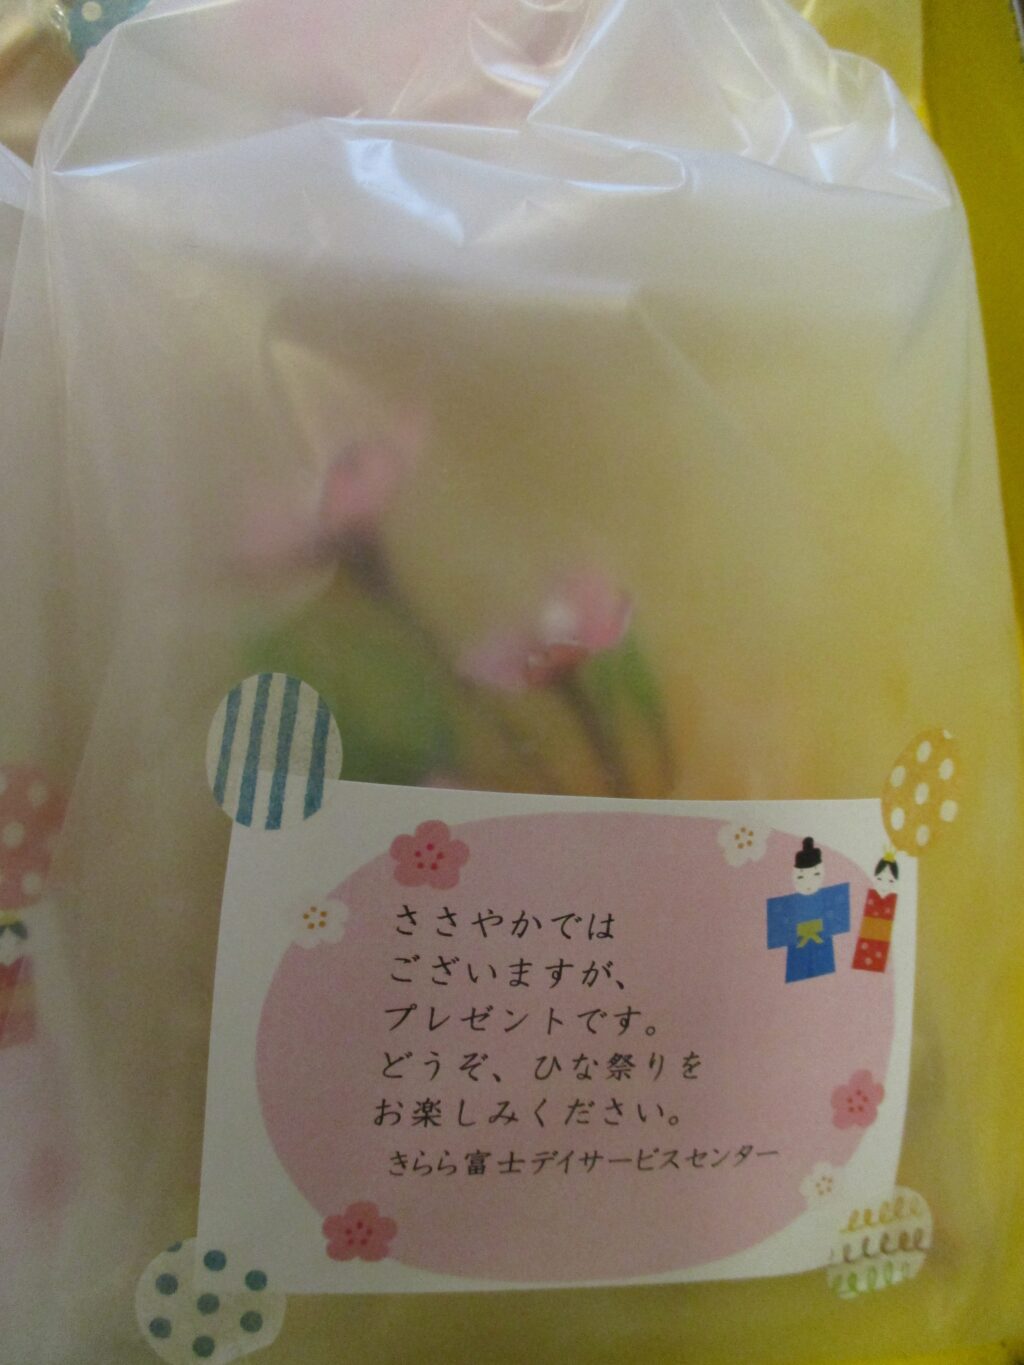 ささやかでは
ございますが、
プレゼントです。
どうぞ、ひな祭りを
お楽しみください。
きらら富士デイサービスセンター